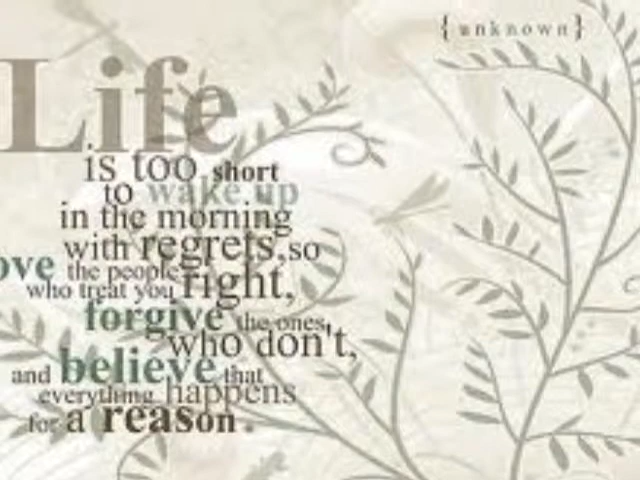 {unknown}
Life
is too short
to wake up
in the morning
with regrets, so
ove the people
who treat you right,
forgive the ones,
who don't,
and believe that
everything happens
for a reason.